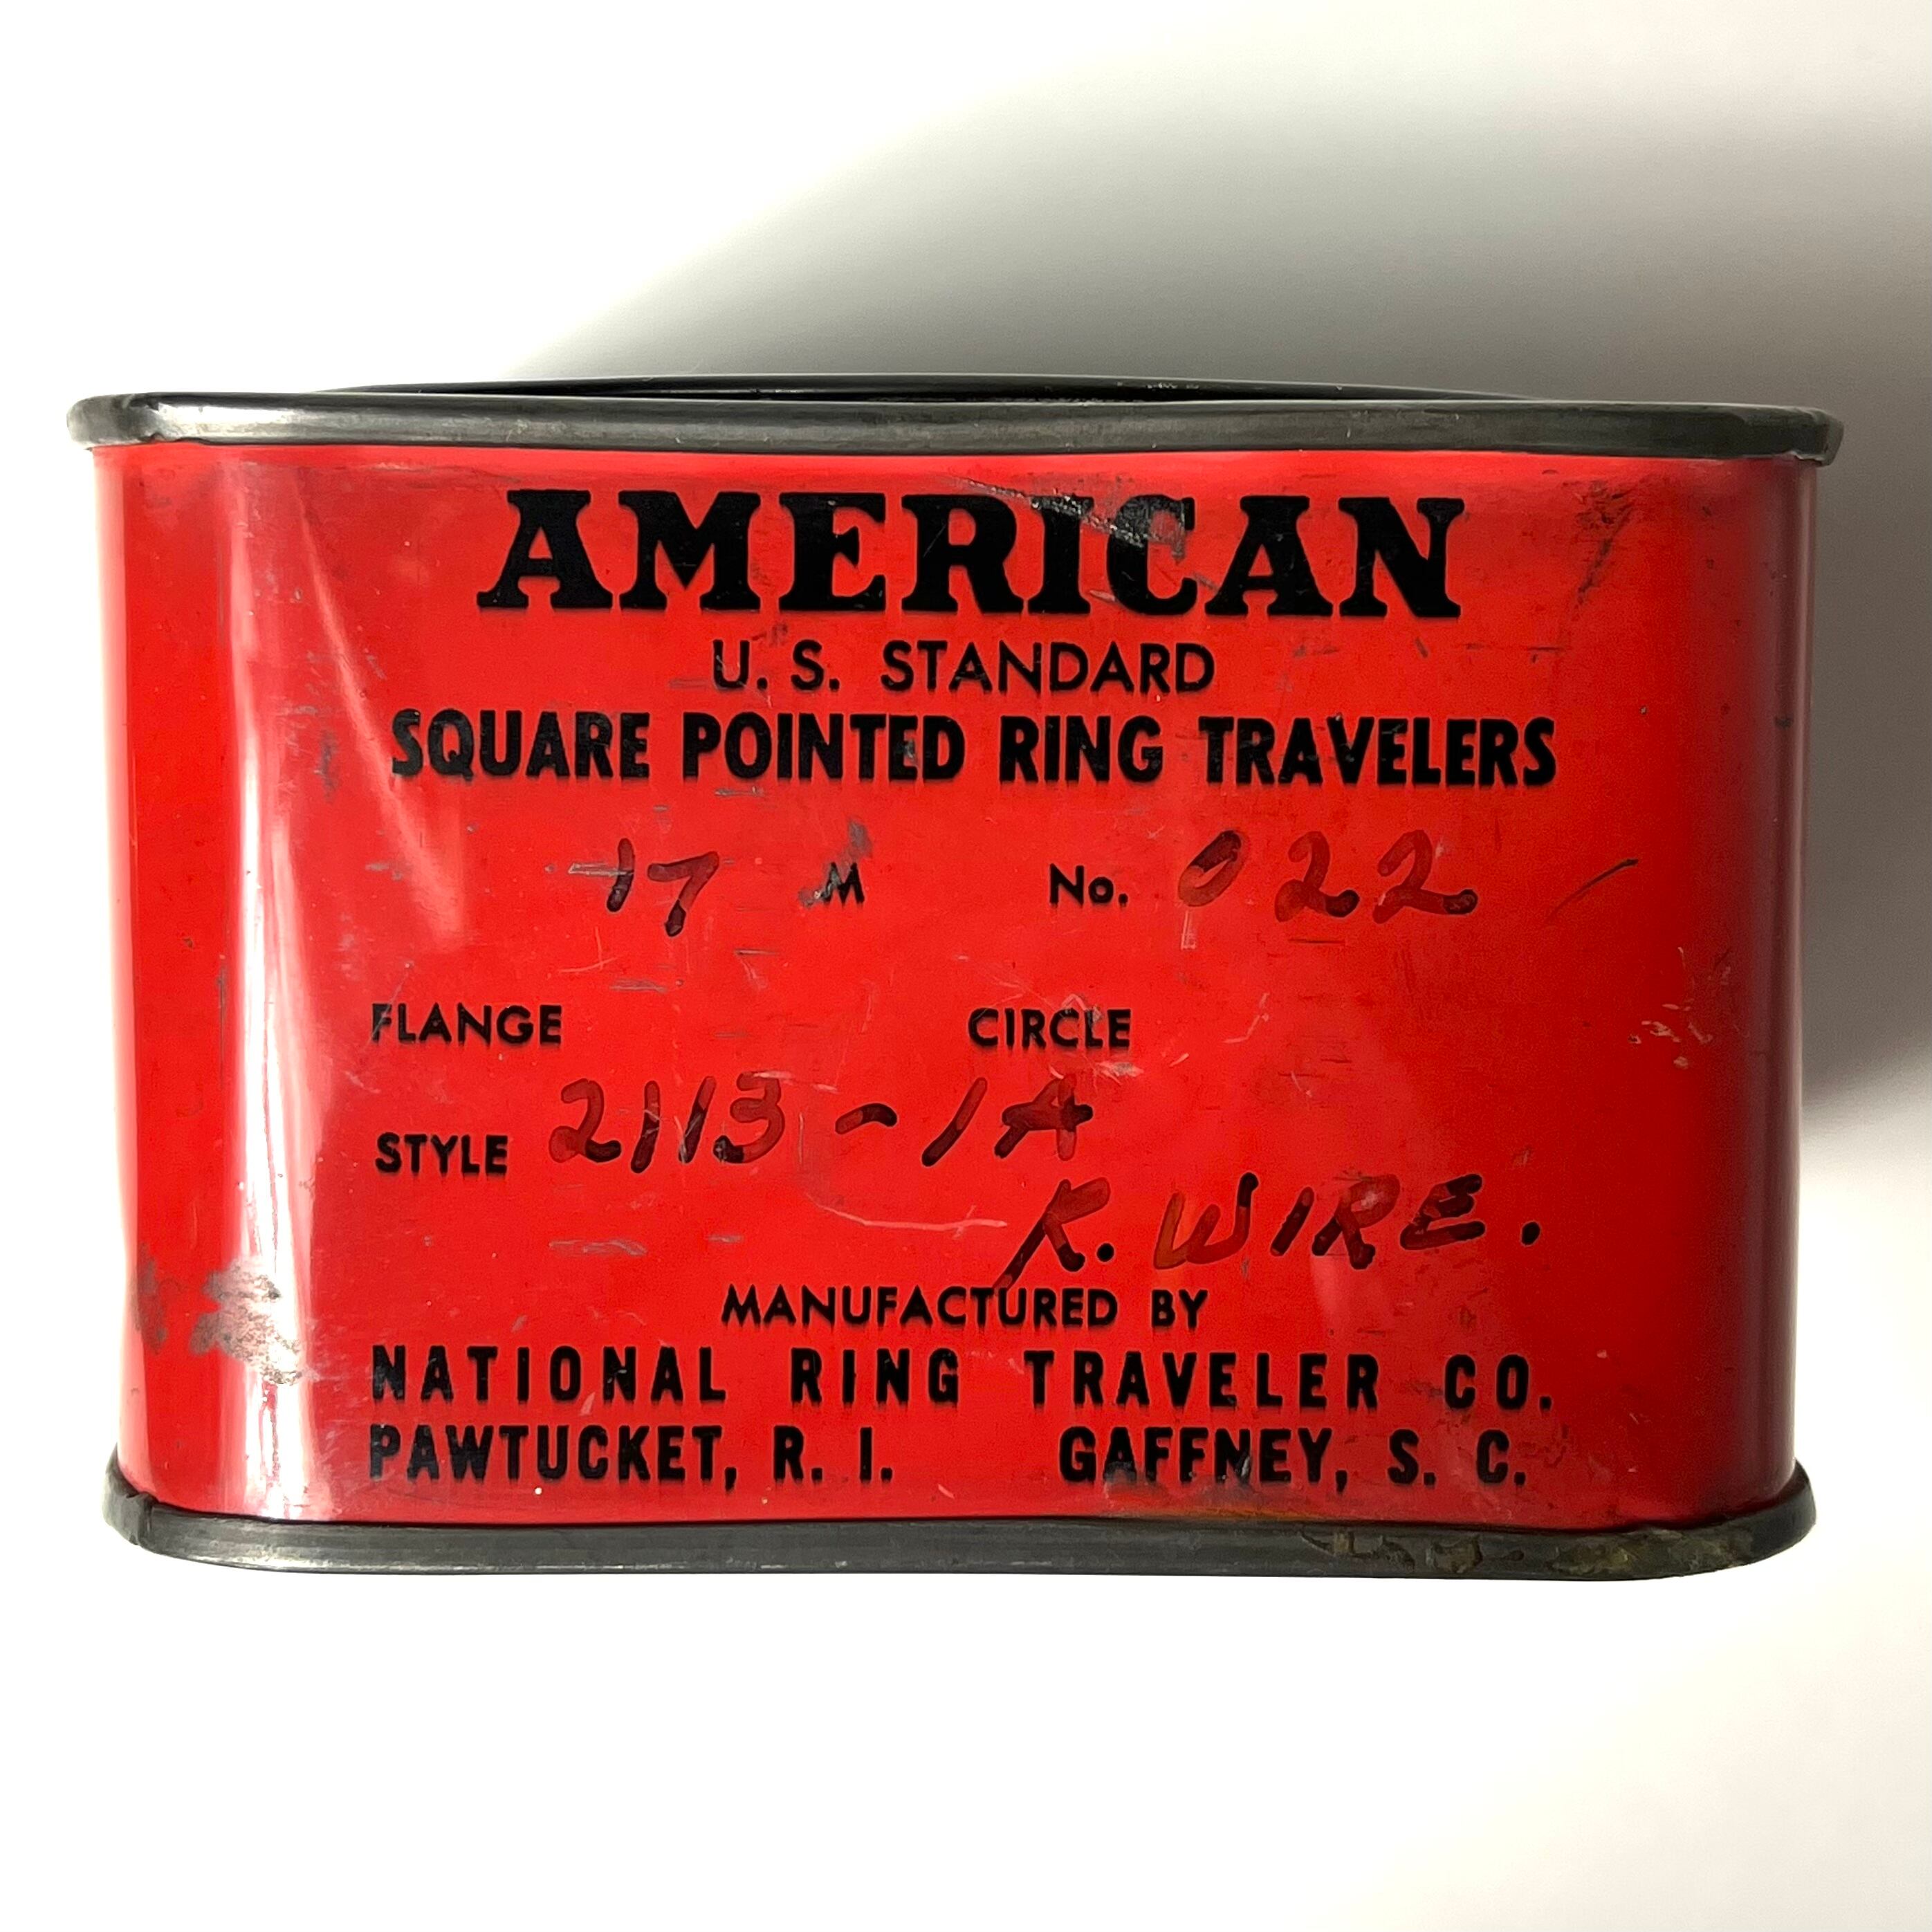 AMERICAN
U. S. STANDARD
SQUARE POINTED RING TRAVELERS
17 M No. 022
FLANGE CIRCLE
STYLE 2113 - 1A
R. WIRE.
MANUFACTURED BY
NATIONAL RING TRAVELER CO.
PAWTUCKET, R. I. GAFFNEY, S. C.